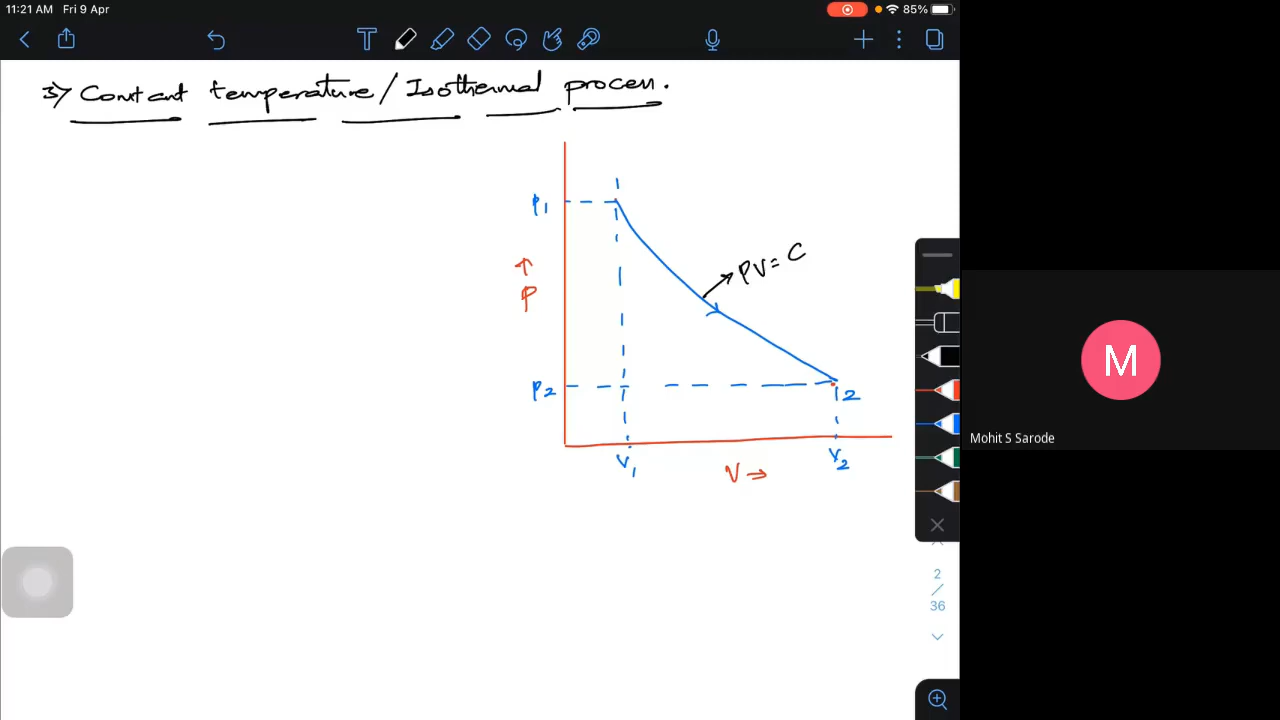 11:21 AM Fri 9 Apr
85%
3) Constant temperature / Isothermal process.
1
P1
PV = C
↑
P
P2
2
V1
V2
V →
M
Mohit S Sarode
2
/
36